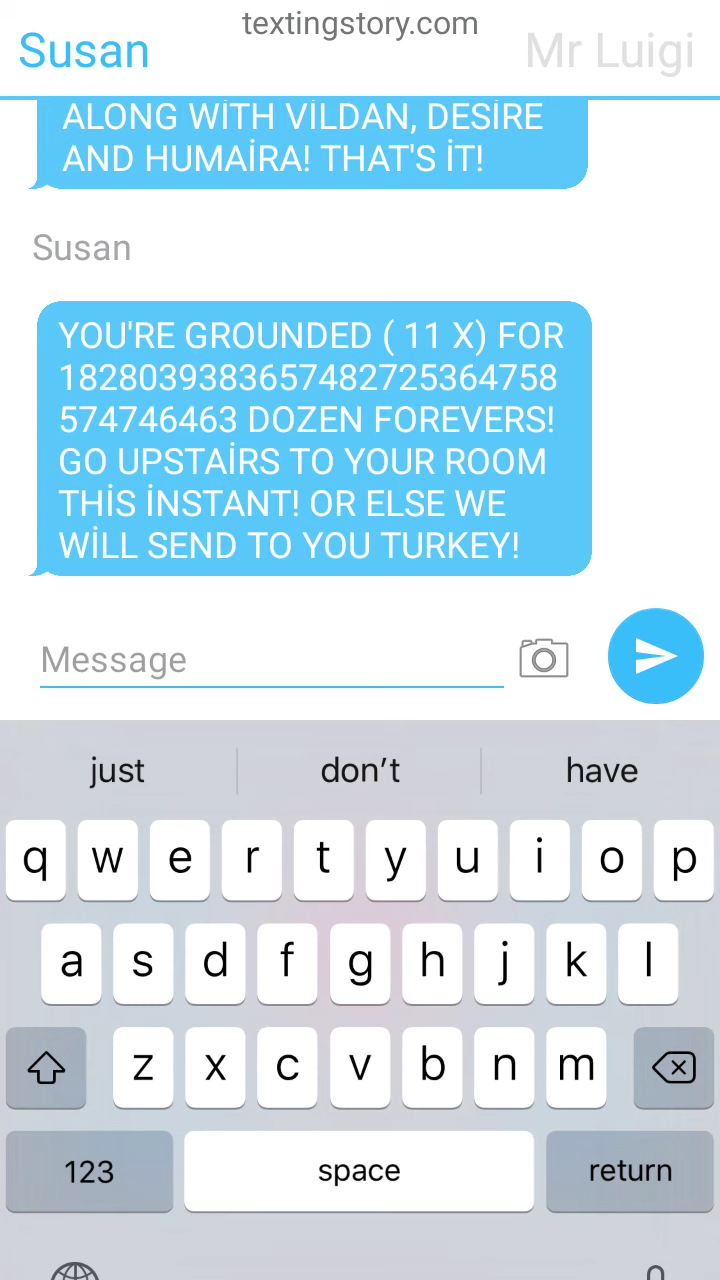 textingstory.com
Susan
Mr Luigi
ALONG WİTH VİLDAN, DESİRE
AND HUMAİRA! THAT'S İT!
Susan
YOU'RE GROUNDED ( 11 X) FOR
1828039383657482725364758
574746463 DOZEN FOREVERS!
GO UPSTAİRS TO YOUR ROOM
THİS İNSTANT! OR ELSE WE
WİLL SEND TO YOU TURKEY!
Message
just don’t have
q w e r t y u i o p
a s d f g h j k l
z x c v b n m
123 space return